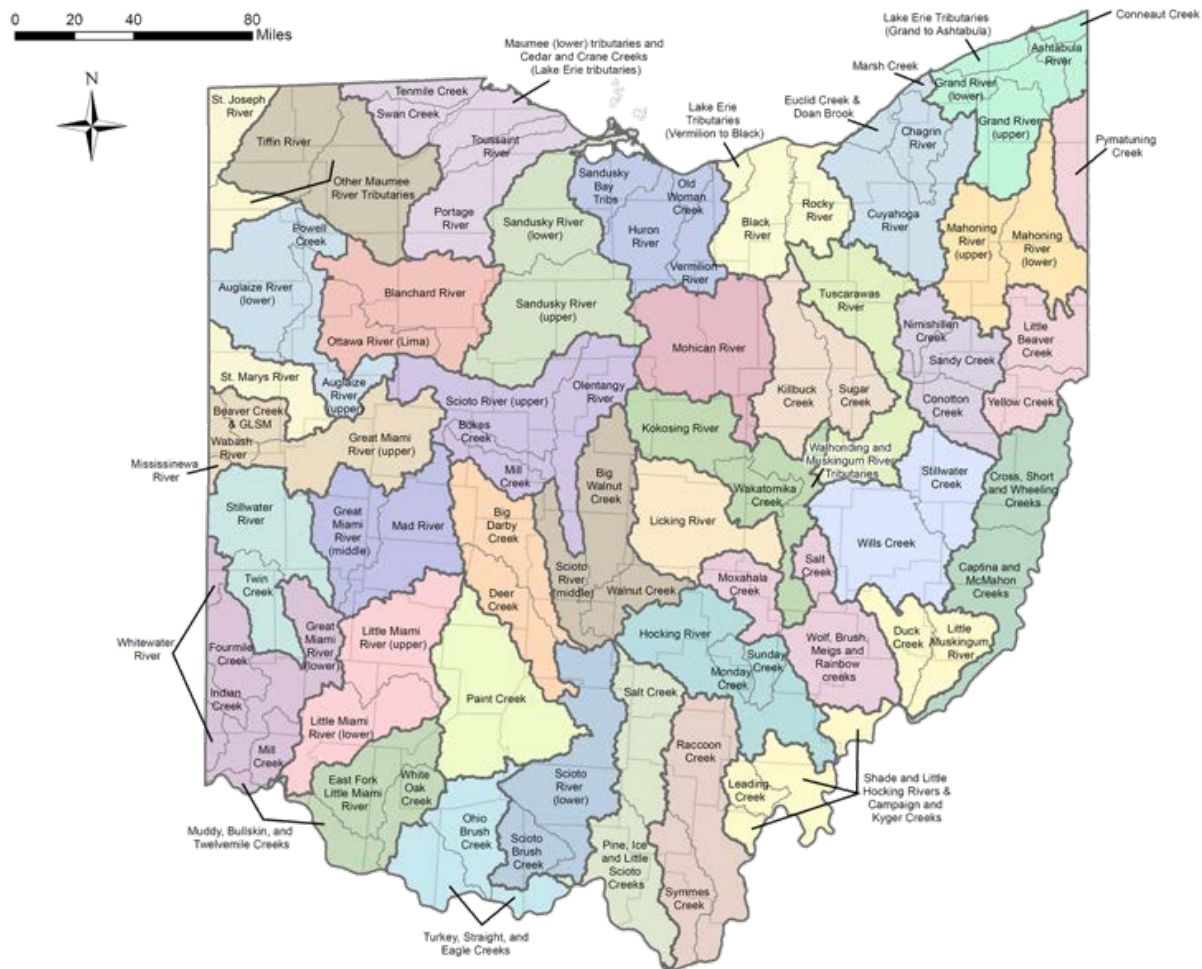 0 20 40 80
Miles
N
Conneaut Creek
Lake Erie Tributaries
(Grand to Ashtabula)
Ashtabula
River
Maumee (lower) tributaries and
Cedar and Crane Creeks
(Lake Erie tributaries)
Marsh Creek
Grand River
(lower)
Euclid Creek &
Doan Brook
Lake Erie
Tributaries
(Vermilion to Black)
Chagrin
River
Grand River
(upper)
Pymatuning
Creek
St. Joseph
River
Tenmile Creek
Swan Creek
Tiffin River
Toussaint
River
Other Maumee
River Tributaries
Sandusky
Bay
Tribs
Old
Woman
Creek
Portage
River
Sandusky River
(lower)
Huron
River
Black
River
Rocky
River
Cuyahoga
River
Mahoning
River
(upper)
Mahoning
River
(lower)
Powell
Creek
Vermilion
River
Auglaize River
(lower)
Blanchard River
Sandusky River
(upper)
Tuscarawas
River
Ottawa River (Lima)
Mohican River
Nimishillen
Creek
Little
Beaver
Creek
Sandy Creek
St. Marys River
Auglaize
River
(upper)
Scioto River (upper)
Olentangy
River
Killbuck
Creek
Sugar
Creek
Conotton
Creek
Yellow Creek
Beaver Creek
& GLSM
Wabash
River
Mississinewa
River
Great Miami
River (upper)
Bokes
Creek
Mill
Creek
Kokosing River
Walhonding and
Muskingum River
Tributaries
Big
Walnut
Creek
Wakatomika
Creek
Stillwater
Creek
Cross, Short
and Wheeling
Creeks
Stillwater
River
Great
Miami
River
(middle)
Mad River
Big
Darby
Creek
Licking River
Wills Creek
Twin
Creek
Scioto
River
(middle)
Walnut Creek
Moxahala
Creek
Salt
Creek
Captina and
McMahon
Creeks
Deer
Creek
Whitewater
River
Great
Miami
River
(lower)
Little Miami
River (upper)
Hocking River
Fourmile
Creek
Sunday
Creek
Monday
Creek
Wolf, Brush,
Meigs and
Rainbow
creeks
Duck
Creek
Little
Muskingum
River
Indian
Creek
Paint Creek
Salt Creek
Mill
Creek
Little Miami
River (lower)
Raccoon
Creek
East Fork
Little Miami
River
White
Oak
Creek
Scioto
River
(lower)
Leading
Creek
Shade and Little
Hocking Rivers &
Campaign and
Kyger Creeks
Muddy, Bullskin, and
Twelvemile Creeks
Ohio
Brush
Creek
Scioto
Brush
Creek
Pine, Ice
and Little
Scioto
Creeks
Symmes
Creek
Turkey, Straight, and
Eagle Creeks